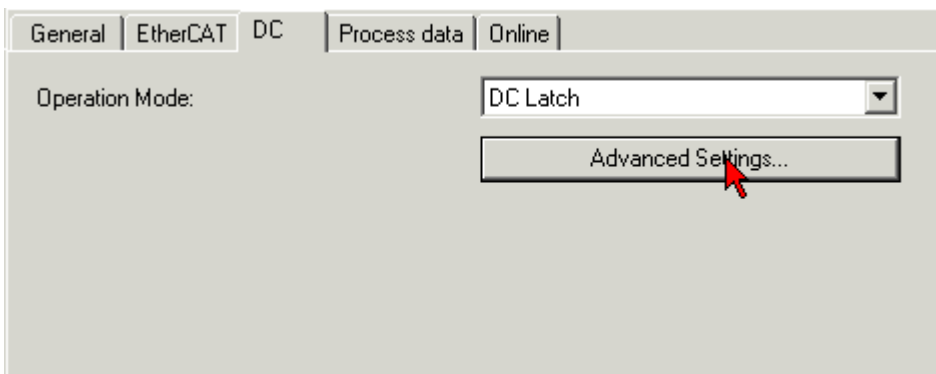 General EtherCAT DC Process data Online
Operation Mode: DC Latch
Advanced Settings...